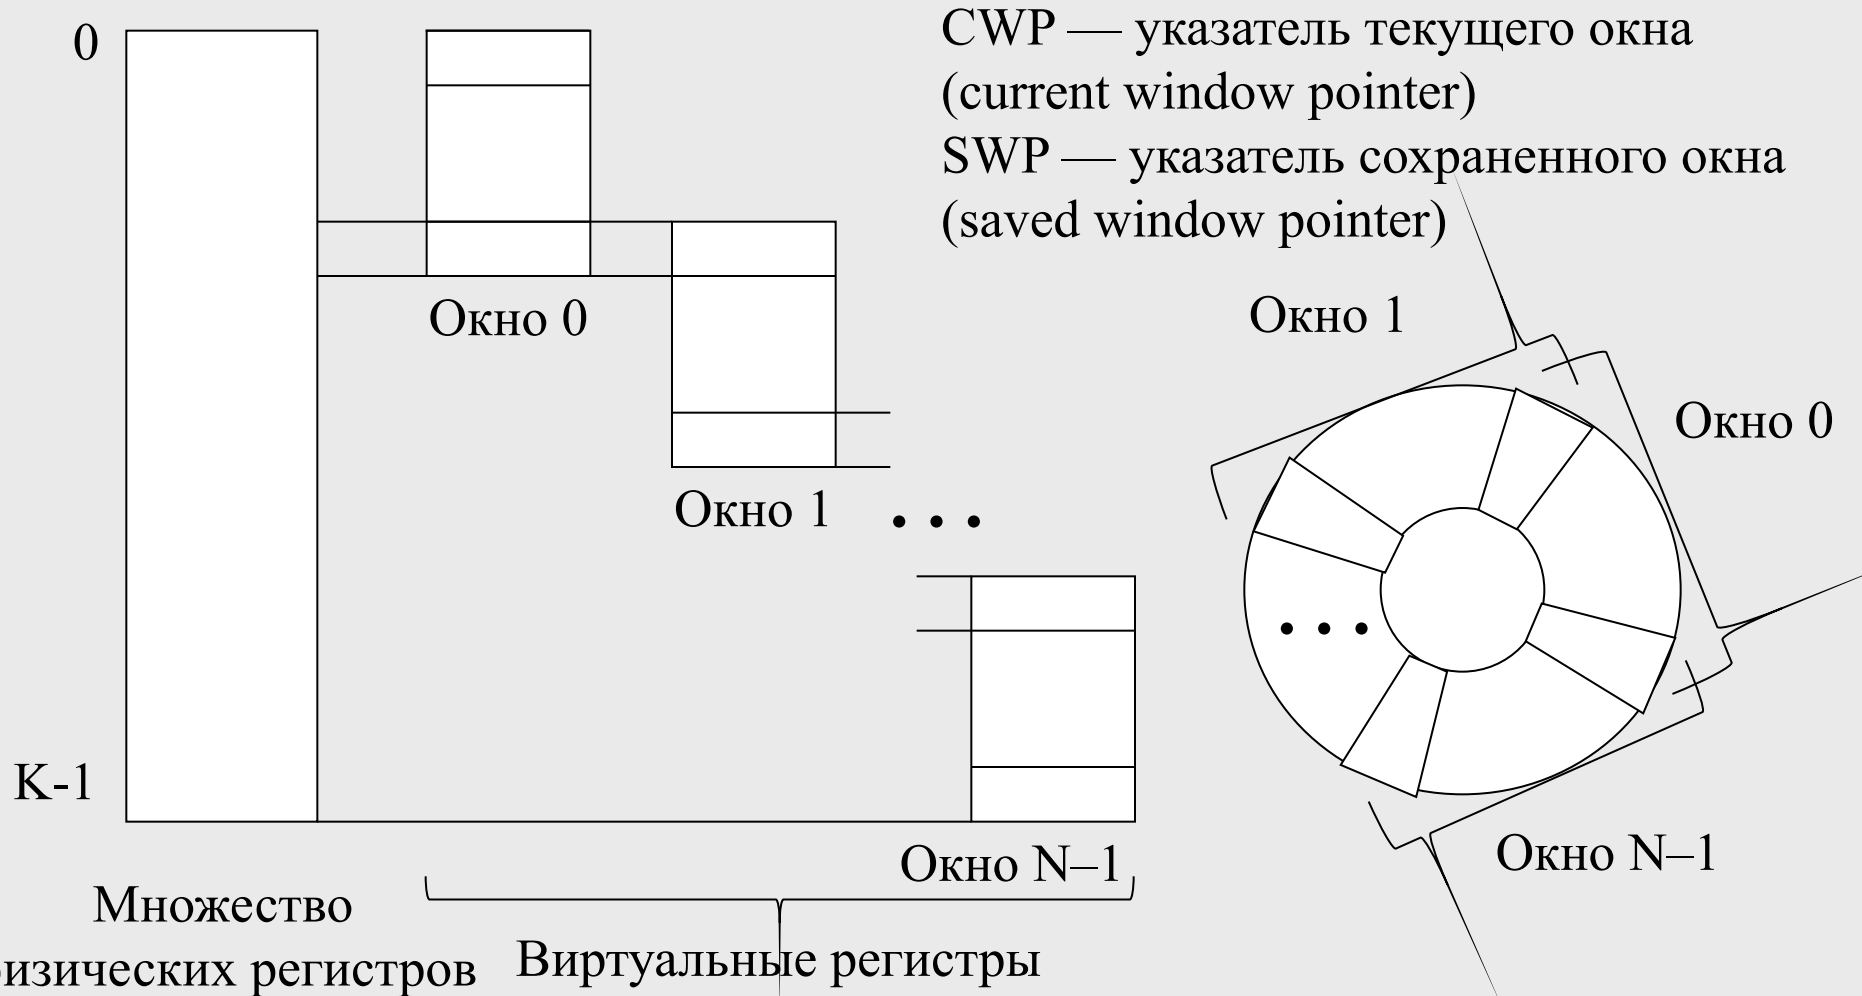 0
CWP — указатель текущего окна
(current window pointer)
SWP — указатель сохраненного окна
(saved window pointer)
Окно 0
Окно 1
Окно 1
Окно 0
• • •
• • •
K-1
Окно N–1
Окно N–1
Множество
изических регистров
Виртуальные регистры